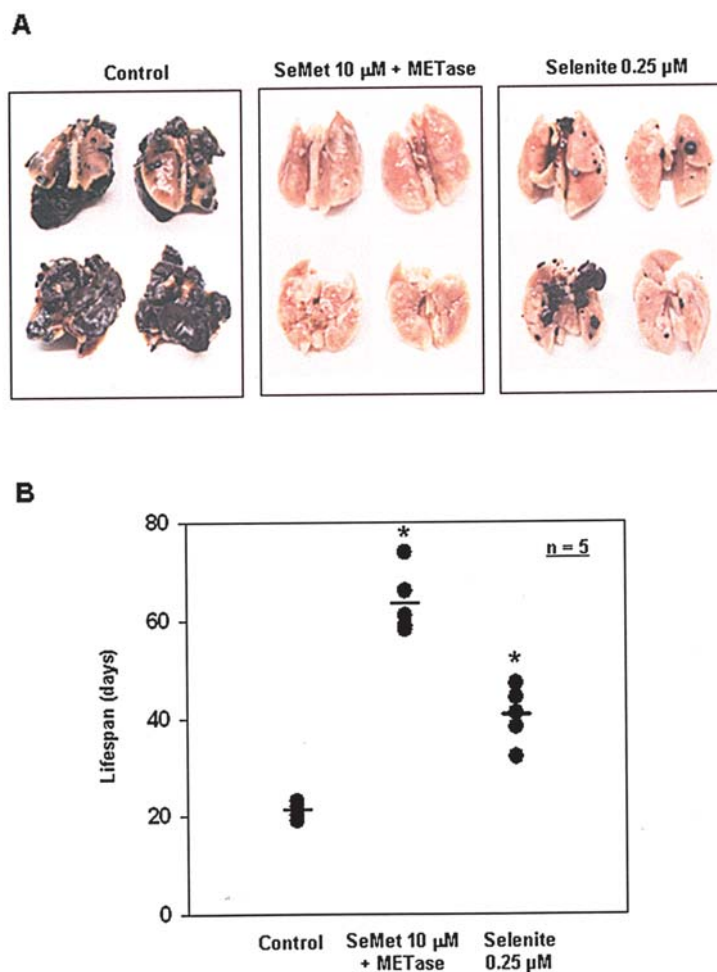 A
Control
SeMet 10 µM + METase
Selenite 0.25 µM
B
Lifespan (days)
80
60
40
20
0
*
*
n = 5
Control
SeMet 10 µM
+ METase
Selenite
0.25 µM